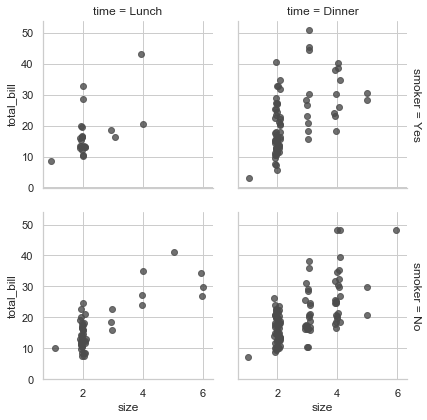 time = Lunch
time = Dinner
50
40
30
20
10
0
total_bill
smoker = Yes
50
40
30
20
10
0
total_bill
smoker = No
2
4
6
size
2
4
6
size